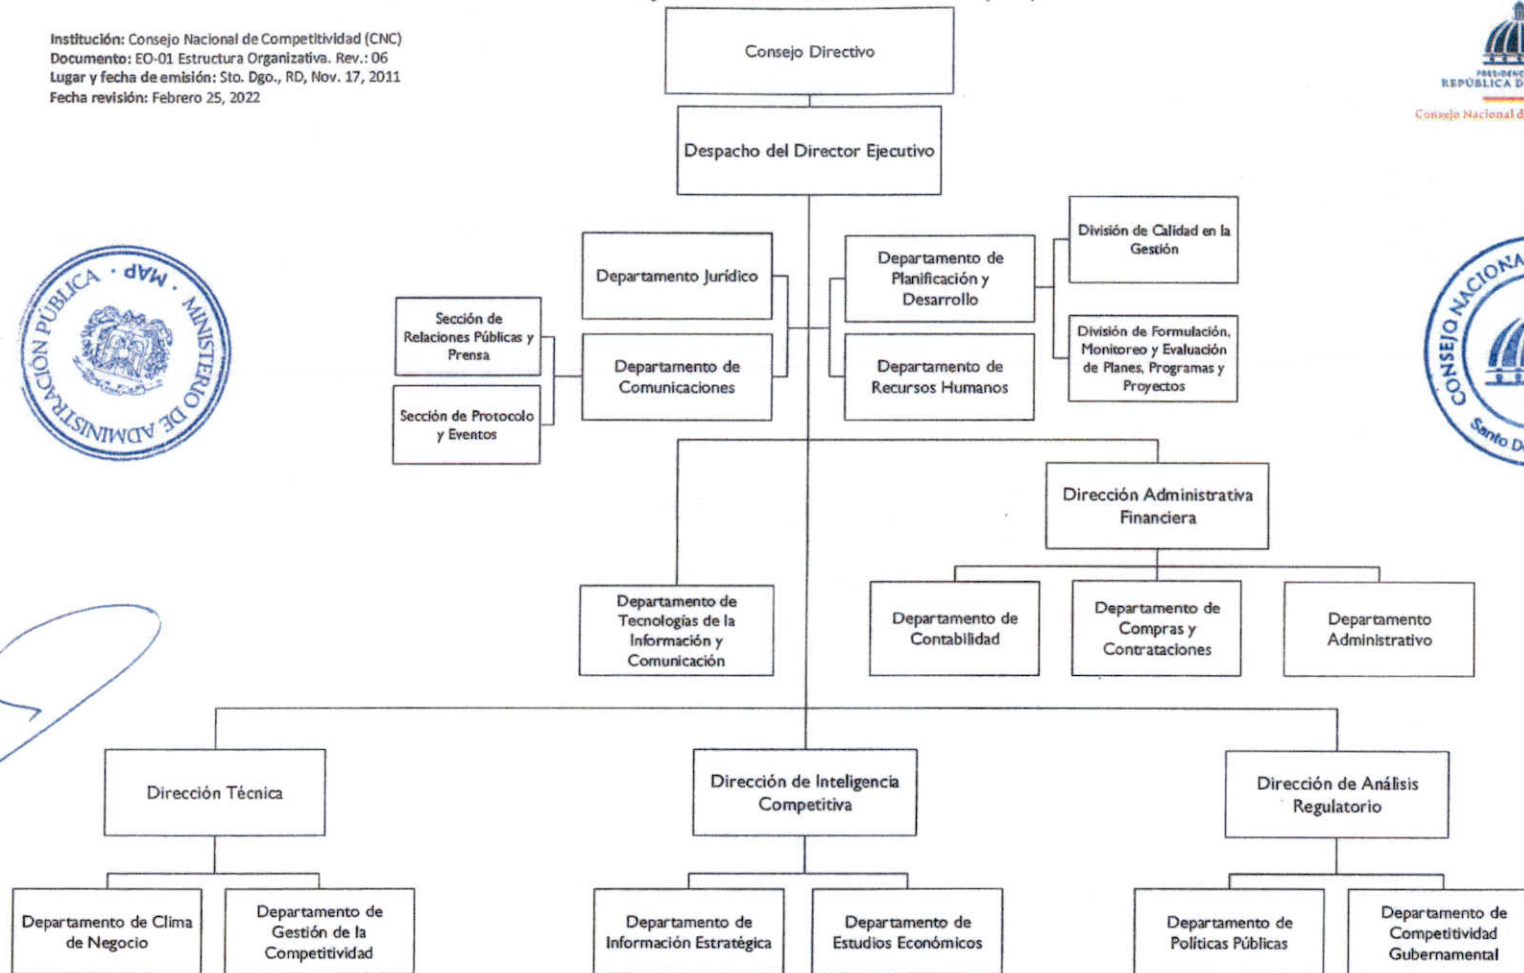 Institución: Consejo Nacional de Competitividad (CNC)
Documento: EO-01 Estructura Organizativa. Rev.: 06
Lugar y fecha de emisión: Sto. Dgo., RD, Nov. 17, 2011
Fecha revisión: Febrero 25, 2022
REPÚBLICA D
Consejo Nacional d
Consejo Directivo
Despacho del Director Ejecutivo
MINISTERIO DE ADMINISTRACIÓN PÚBLICA · MAP ·
CONSEJO NACIONA
Santo D
Departamento Jurídico
Departamento de
Planificación y
Desarrollo
División de Calidad en la
Gestión
Sección de
Relaciones Públicas y
Prensa
Departamento de
Comunicaciones
Departamento de
Recursos Humanos
División de Formulación,
Monitoreo y Evaluación
de Planes, Programas y
Proyectos
Sección de Protocolo
y Eventos
Dirección Administrativa
Financiera
Departamento de
Tecnologías de la
Información y
Comunicación
Departamento de
Contabilidad
Departamento de
Compras y
Contrataciones
Departamento
Administrativo
Dirección Técnica
Dirección de Inteligencia
Competitiva
Dirección de Análisis
Regulatorio
Departamento de Clima
de Negocio
Departamento de
Gestión de la
Competitividad
Departamento de
Información Estratégica
Departamento de
Estudios Económicos
Departamento de
Políticas Públicas
Departamento de
Competitividad
Gubernamental